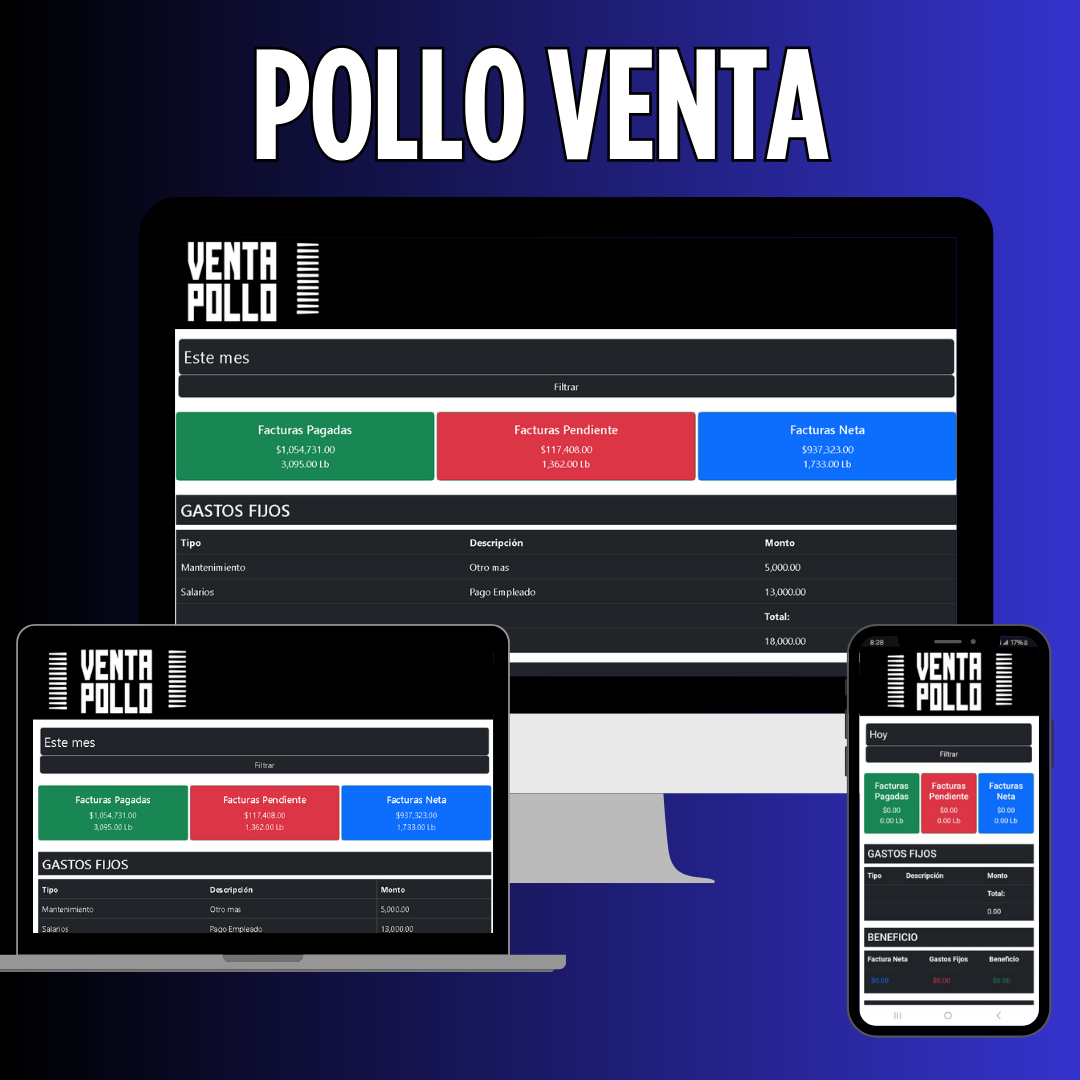 POLLO VENTA
VENTA
POLLO
Este mes
Filtrar
Facturas Pagadas
$1,054,731.00
3,095.00 Lb
Facturas Pendiente
$117,408.00
1,362.00 Lb
Facturas Neta
$937,323.00
1,733.00 Lb
GASTOS FIJOS
Tipo Descripción Monto
Mantenimiento Otro mas 5,000.00
Salarios Pago Empleado 13,000.00
Total:
18,000.00
VENTA
POLLO
Este mes
Filtrar
Facturas Pagadas
$1,054,731.00
3,095.00 Lb
Facturas Pendiente
$117,408.00
1,362.00 Lb
Facturas Neta
$937,323.00
1,733.00 Lb
GASTOS FIJOS
Tipo Descripción Monto
Mantenimiento Otro mas 5,000.00
Salarios Pago Empleado 13,000.00
8:28 17%
VENTA
POLLO
Hoy
Filtrar
Facturas
Pagadas
$0.00
0.00 Lb
Facturas
Pendiente
$0.00
0.00 Lb
Facturas
Neta
$0.00
0.00 Lb
GASTOS FIJOS
Tipo Descripción Monto
Total:
0.00
BENEFICIO
Factura Neta Gastos Fijos Beneficio
$0.00 $0.00 $0.00